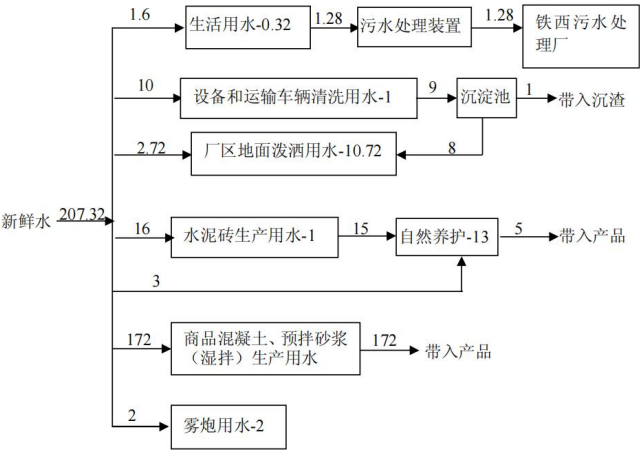 1.6
生活用水-0.32
1.28
污水处理装置
1.28
铁西污水处
理厂
10
设备和运输车辆清洗用水-1
9
沉淀池
1
带入沉渣
2.72
厂区地面泼洒用水-10.72
8
新鲜水
207.32
16
水泥砖生产用水-1
15
自然养护-13
5
带入产品
3
172
商品混凝土、预拌砂浆
（湿拌）生产用水
172
带入产品
2
雾炮用水-2